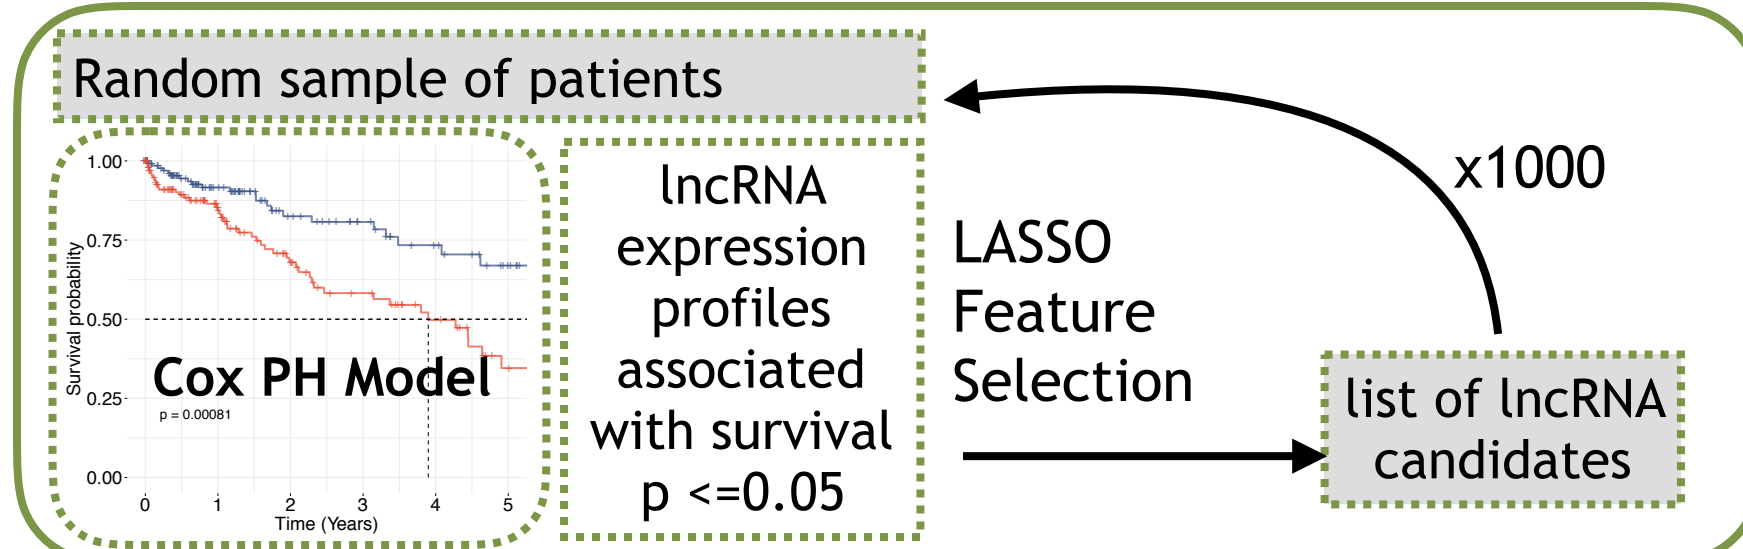 Random sample of patients
1.00
0.75
0.50
0.25
0.00
Survival probability
Cox PH Model
p = 0.00081
0 1 2 3 4 5
Time (Years)
lncRNA
expression
profiles
associated
with survival
p <=0.05
LASSO
Feature
Selection
x1000
list of lncRNA
candidates